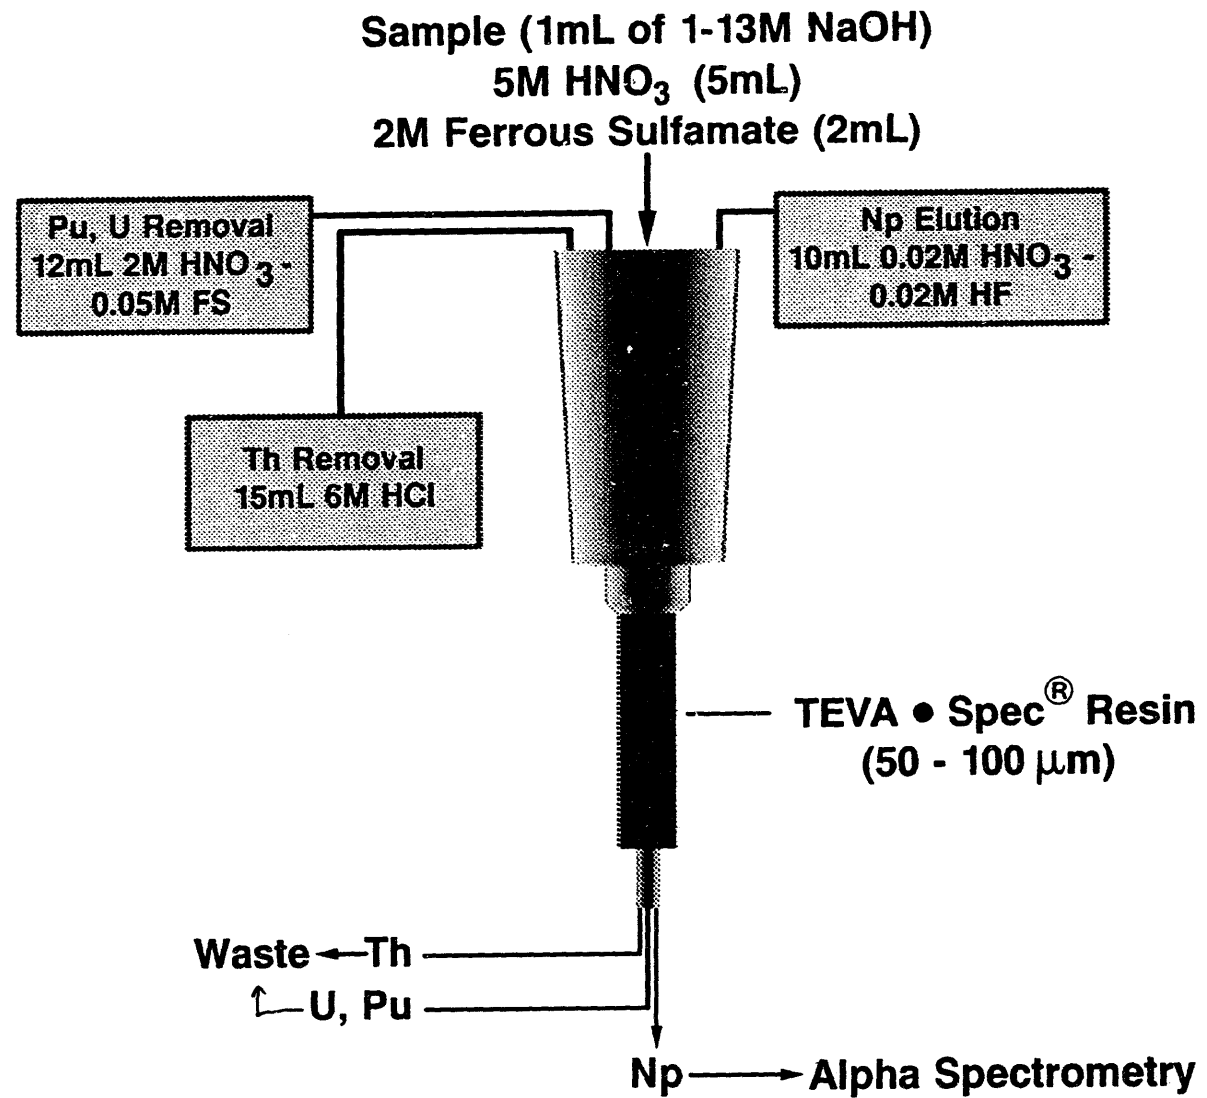 Sample (1mL of 1-13M NaOH)
5M HNO3 (5mL)
2M Ferrous Sulfamate (2mL)
Pu, U Removal
12mL 2M HNO3 -
0.05M FS
Np Elution
10mL 0.02M HNO3 -
0.02M HF
Th Removal
15mL 6M HCl
TEVA • Spec® Resin
(50 - 100 μm)
Waste ← Th
U, Pu
Np → Alpha Spectrometry